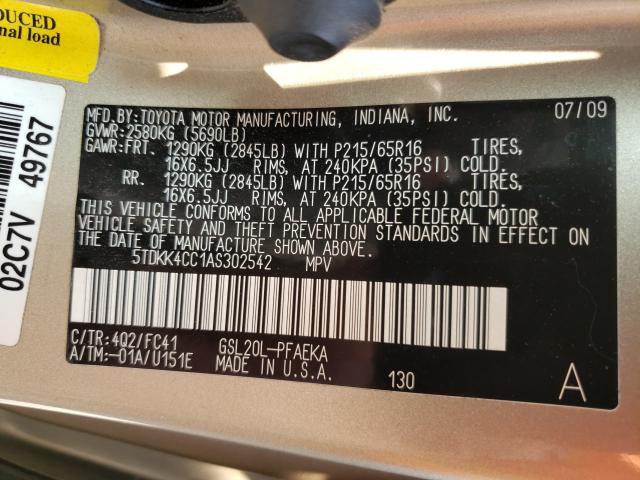 DUCED
nal load
02C7V 49767
MFD.BY:TOYOTA MOTOR MANUFACTURING, INDIANA, INC. 07/09
GVWR:2580KG (5690LB)
GAWR:FRT. 1290KG (2845LB) WITH P215/65R16 TIRES,
16X6.5JJ RIMS, AT 240KPA (35PSI) COLD.
RR. 1290KG (2845LB) WITH P215/65R16 TIRES,
16X6.5JJ RIMS, AT 240KPA (35PSI) COLD.
THIS VEHICLE CONFORMS TO ALL APPLICABLE FEDERAL MOTOR
VEHICLE SAFETY AND THEFT PREVENTION STANDARDS IN EFFECT ON
THE DATE OF MANUFACTURE SHOWN ABOVE.
5TDKK4CC1AS302542 MPV
C/TR:4Q2/FC41 GSL20L-PFAEKA
A/TM:-01A/U151E MADE IN U.S.A. 130 A